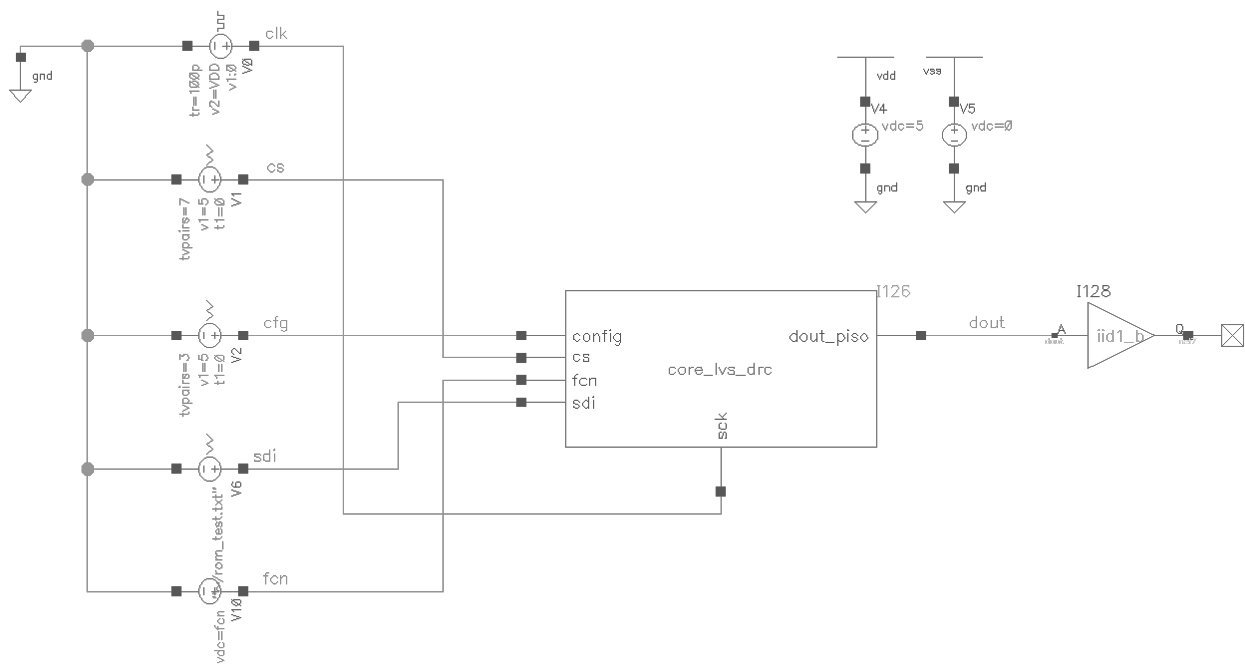 clk
gnd
V0
tr=100p
v2=VDD
v1:0
cs
V1
tvpairs=7
v1=5
t1=0
cfg
V2
tvpairs=3
v1=5
t1=0
sdi
V6
/rom_test.txt"
fcn
V10
vdc=fcn
vdd
V4
vdc=5
gnd
vss
V5
vdc=0
gnd
I126
config
cs
fcn
sdi
dout_piso
core_lvs_drc
sck
dout
I128
A
iid1_b
Q